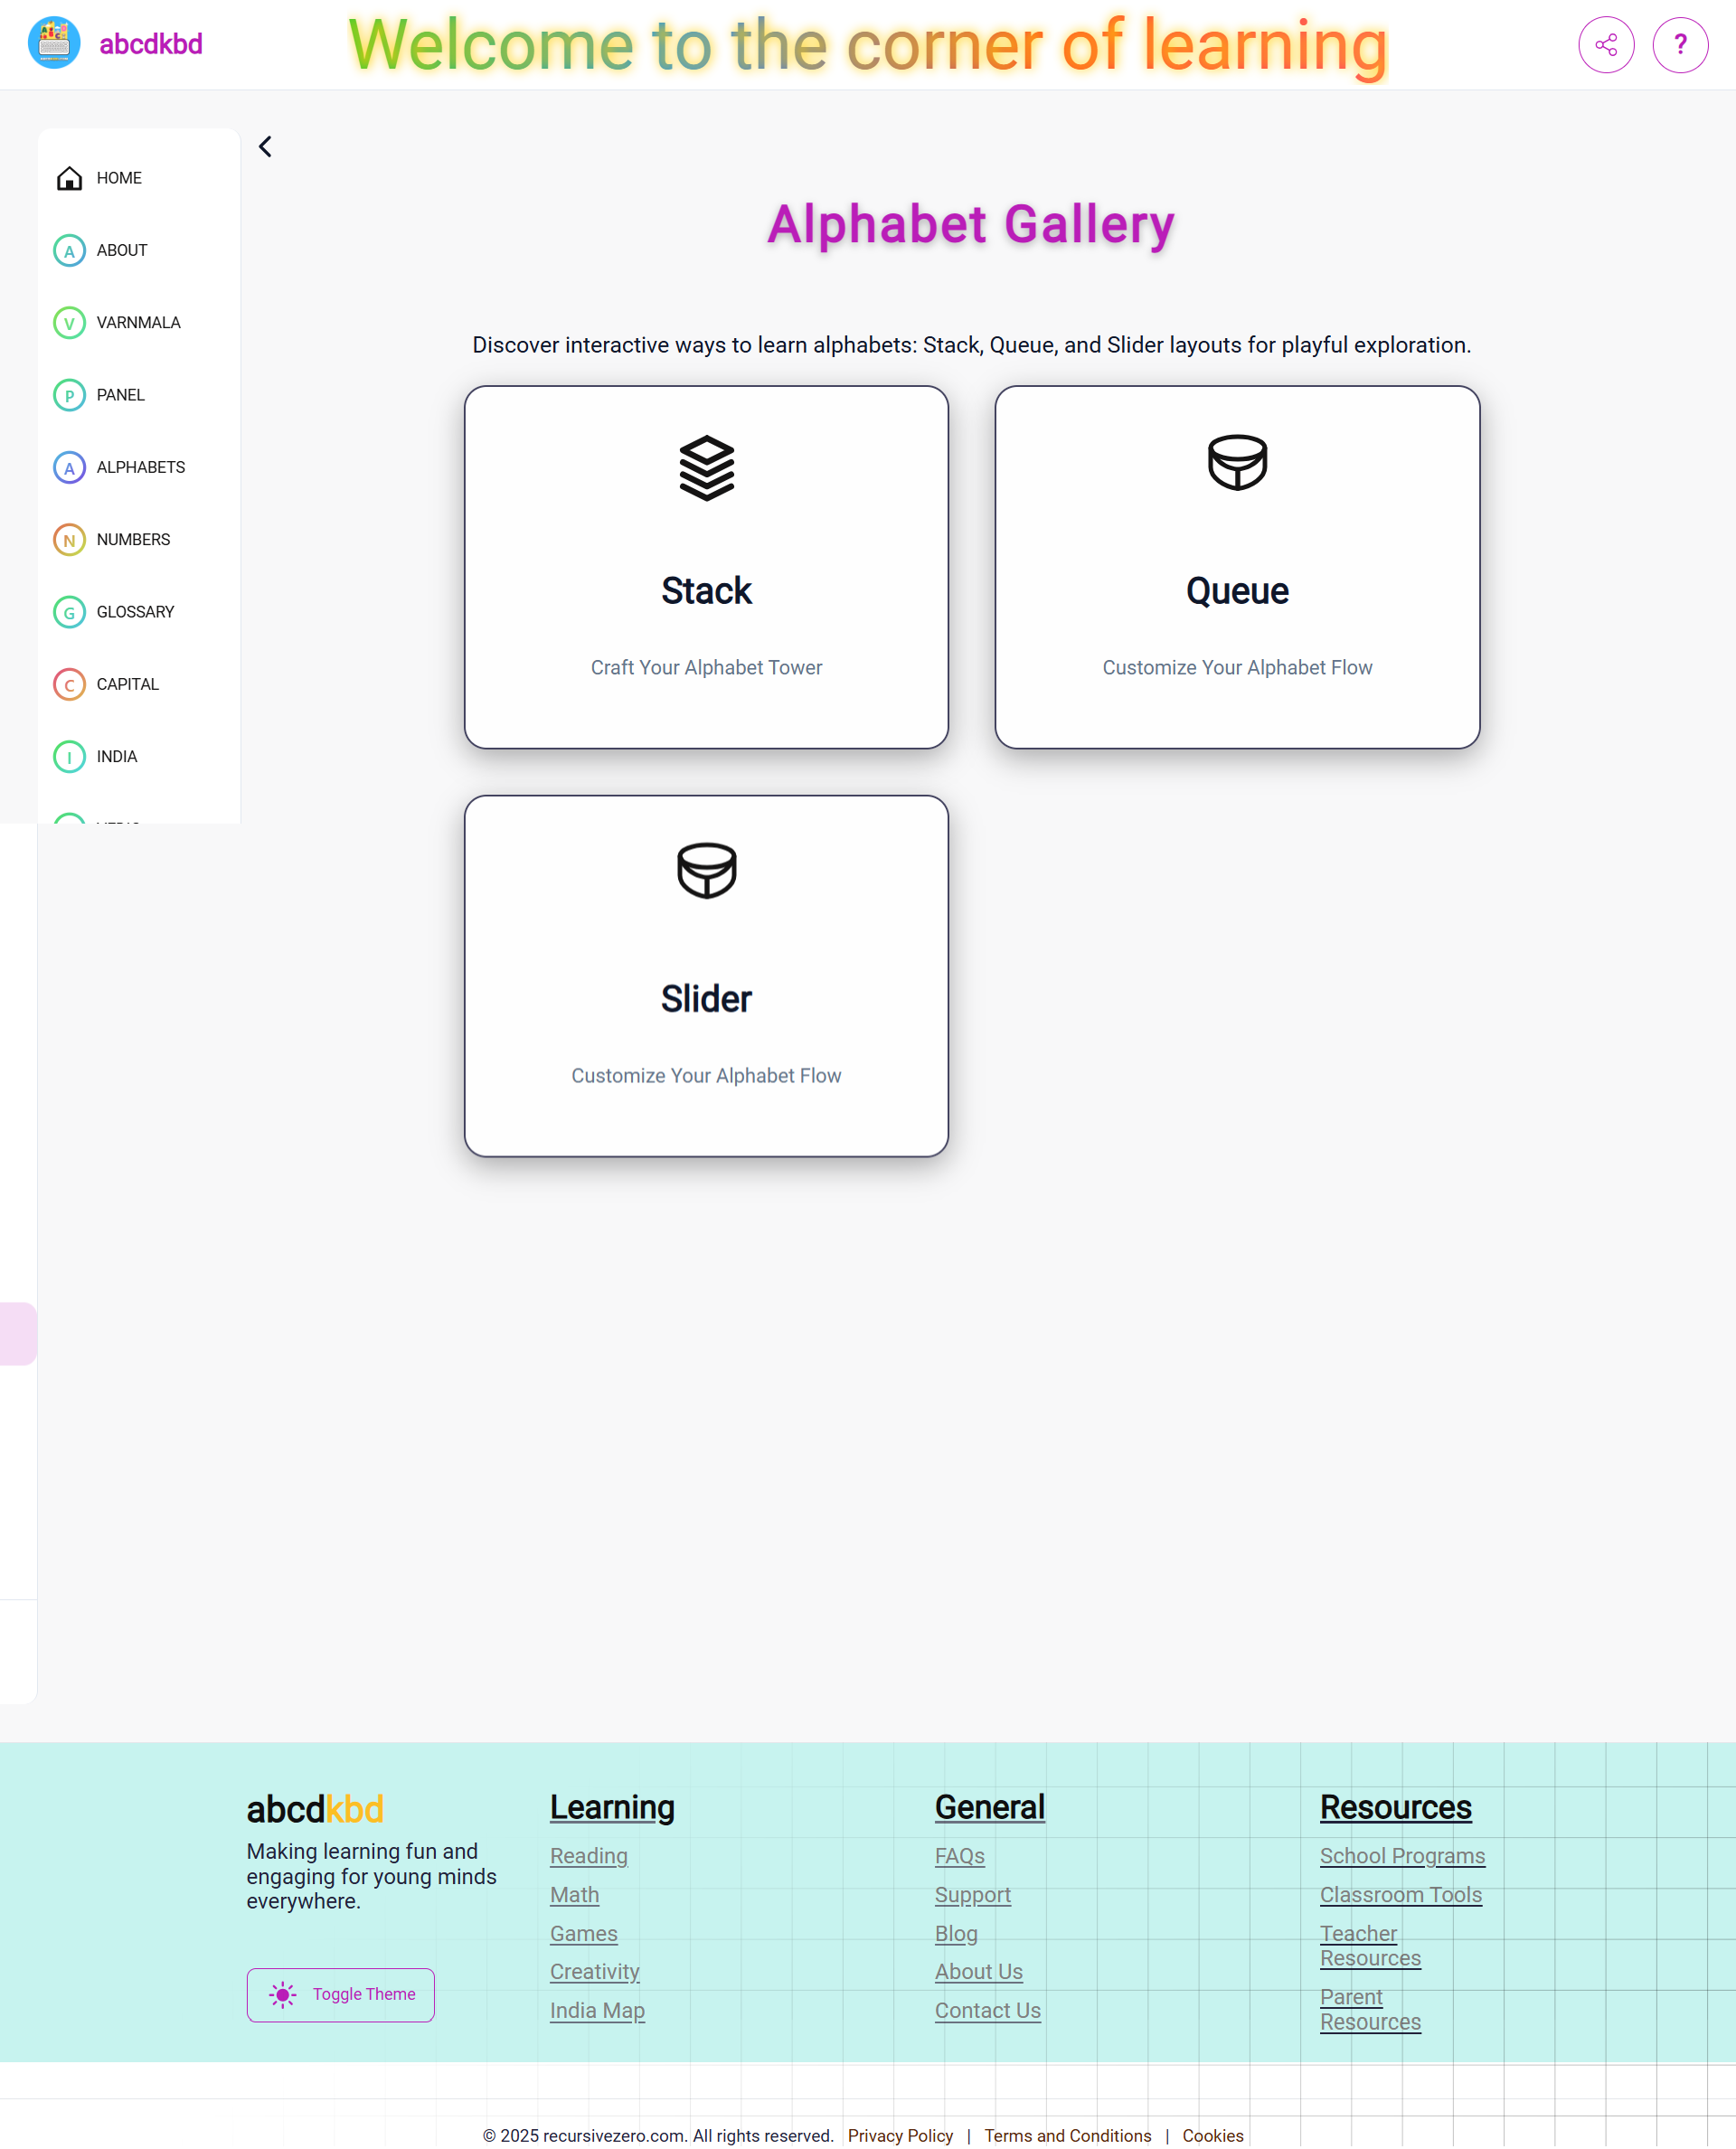 abcdkbd
Welcome to the corner of learning
?
HOME
A ABOUT
V VARNMALA
P PANEL
A ALPHABETS
N NUMBERS
G GLOSSARY
C CAPITAL
I INDIA
Alphabet Gallery
Discover interactive ways to learn alphabets: Stack, Queue, and Slider layouts for playful exploration.
Stack
Craft Your Alphabet Tower
Queue
Customize Your Alphabet Flow
Slider
Customize Your Alphabet Flow
abcdkbd
Making learning fun and
engaging for young minds
everywhere.
Toggle Theme
Learning
Reading
Math
Games
Creativity
India Map
General
FAQs
Support
Blog
About Us
Contact Us
Resources
School Programs
Classroom Tools
Teacher
Resources
Parent
Resources
© 2025 recursivezero.com. All rights reserved. Privacy Policy | Terms and Conditions | Cookies